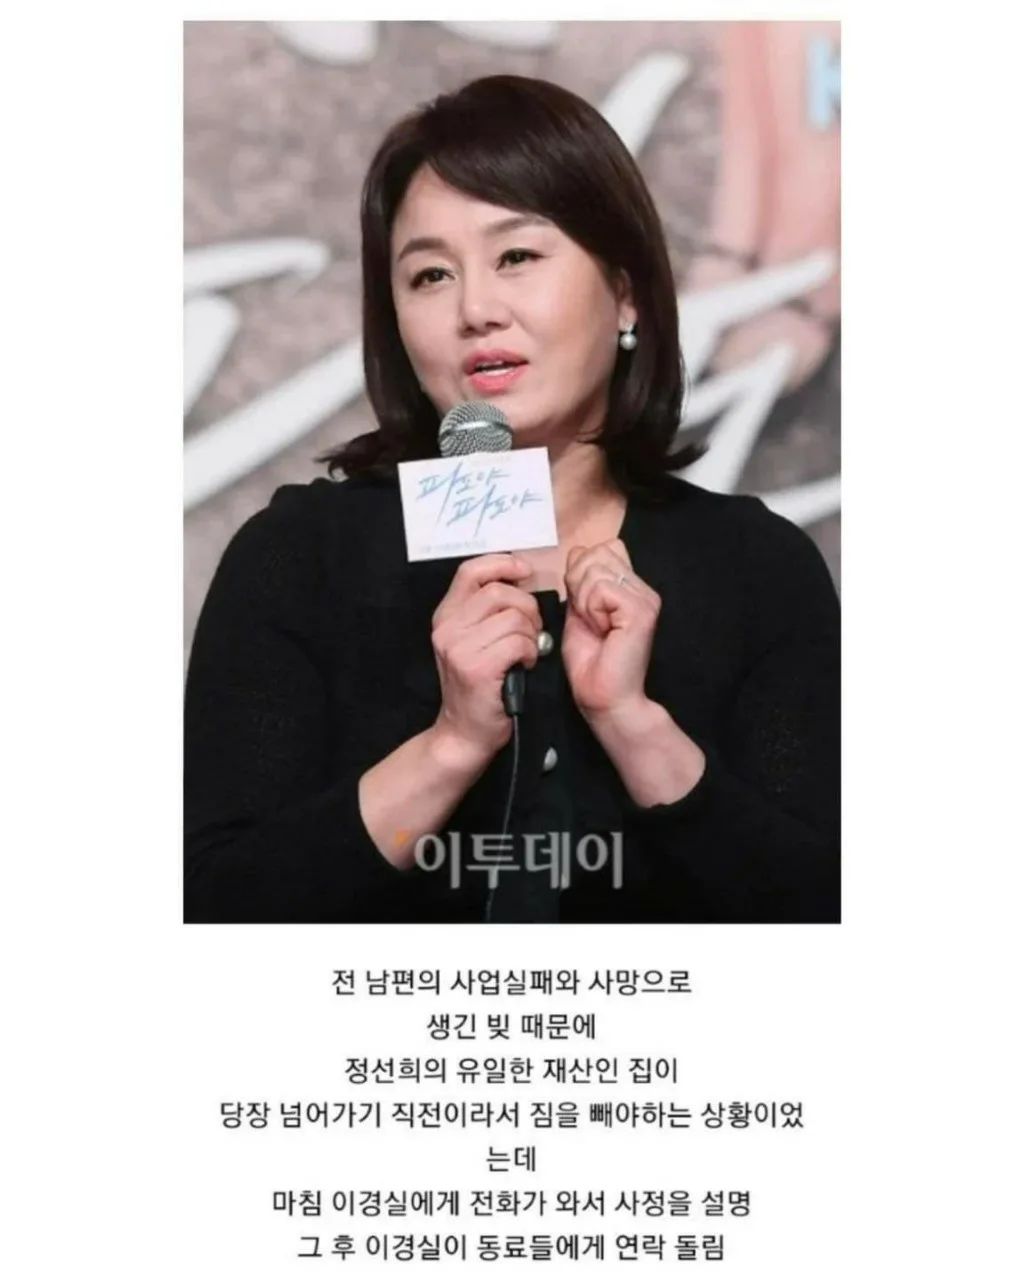 파도야
파도야
이투데이
전 남편의 사업실패와 사망으로
생긴 빚 때문에
정선희의 유일한 재산인 집이
당장 넘어가기 직전이라서 짐을 빼야하는 상황이었
는데
마침 이경실에게 전화가 와서 사정을 설명
그 후 이경실이 동료들에게 연락 돌림